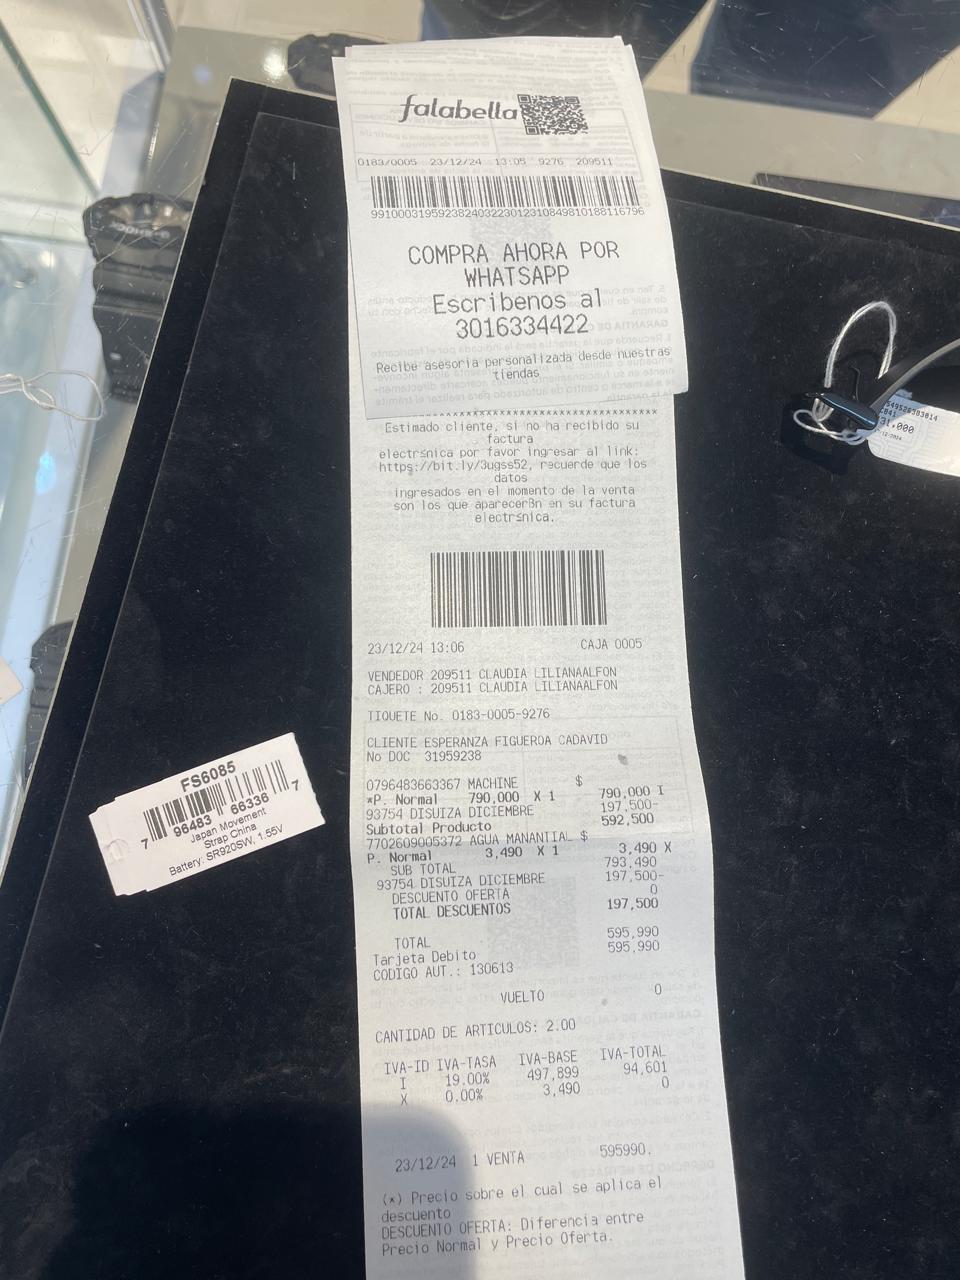 falabella
0183/0005 23/12/24 13:05 9276 209511
COMPRA AHORA POR
WHATSAPP
Escribenos al
3016334422
Recibe asesoria personalizada desde nuestras
tiendas
Estimado cliente, si no ha recibido su
factura
electrśnica por favor ingresar al link:
https://bit.ly/3ugss52, recuerde que los
datos
ingresados en el momento de la venta
son los que aparecerßn en su factura
electrśnica.
23/12/24 13:06 CAJA 0005
VENDEDOR 209511 CLAUDIA LILIANAALFON
CAJERO : 209511 CLAUDIA LILIANAALFON
TIQUETE No. 0183-0005-9276
CLIENTE ESPERANZA FIGUEROA CADAVID
No DOC 31959238
0796483663367 MACHINE $
*P. Normal 790,000 X 1 790,000 I
93754 DISUIZA DICIEMBRE 197,500-
Subtotal Producto 592,500
7702609005372 AGUA MANANTIAL $
P. Normal 3,490 X 1 3,490 X
SUB TOTAL 793,490
93754 DISUIZA DICIEMBRE 197,500-
DESCUENTO OFERTA 0
TOTAL DESCUENTOS 197,500
TOTAL 595,990
Tarjeta Debito 595,990
CODIGO AUT.: 130613
VUELTO 0
CANTIDAD DE ARTICULOS: 2.00
IVA-ID IVA-TASA IVA-BASE IVA-TOTAL
I 19.00% 497,899 94,601
X 0.00% 3,490 0
23/12/24 1 VENTA 595990.
(*) Precio sobre el cual se aplica el
descuento
DESCUENTO OFERTA: Diferencia entre
Precio Normal y Precio Oferta.
FS6085
7 96483 66336 7
Japan Movement
Strap China
Battery: SR920SW, 1.55V